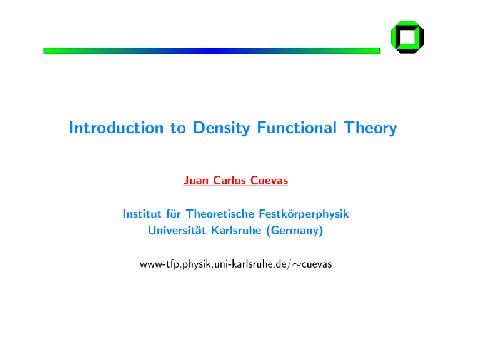 Introduction to Density Functional Theory
Juan Carlos Cuevas
Institut für Theoretische Festkörperphysik
Universität Karlsruhe (Germany)
www-tfp.physik.uni-karlsruhe.de/∼cuevas